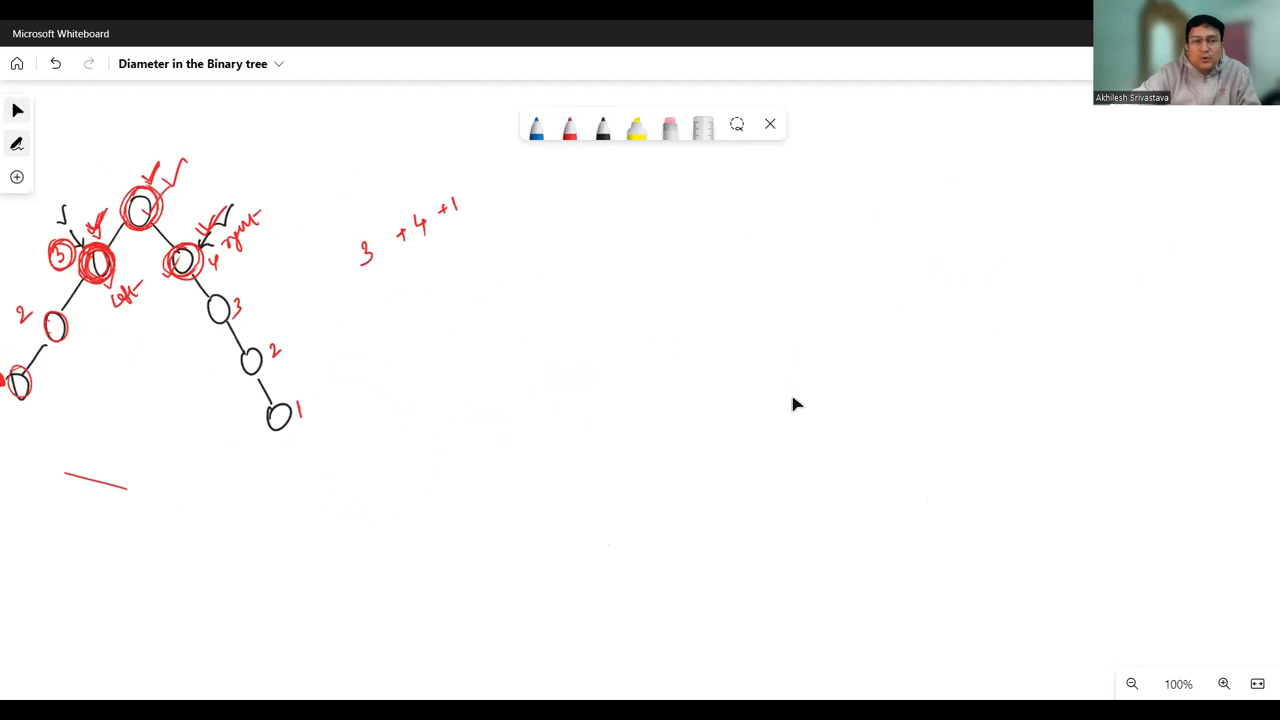 Microsoft Whiteboard
Diameter in the Binary tree
Akhilesh Srivastava
3 + 4 + 1
right
3
4
left
2
3
2
1
100%